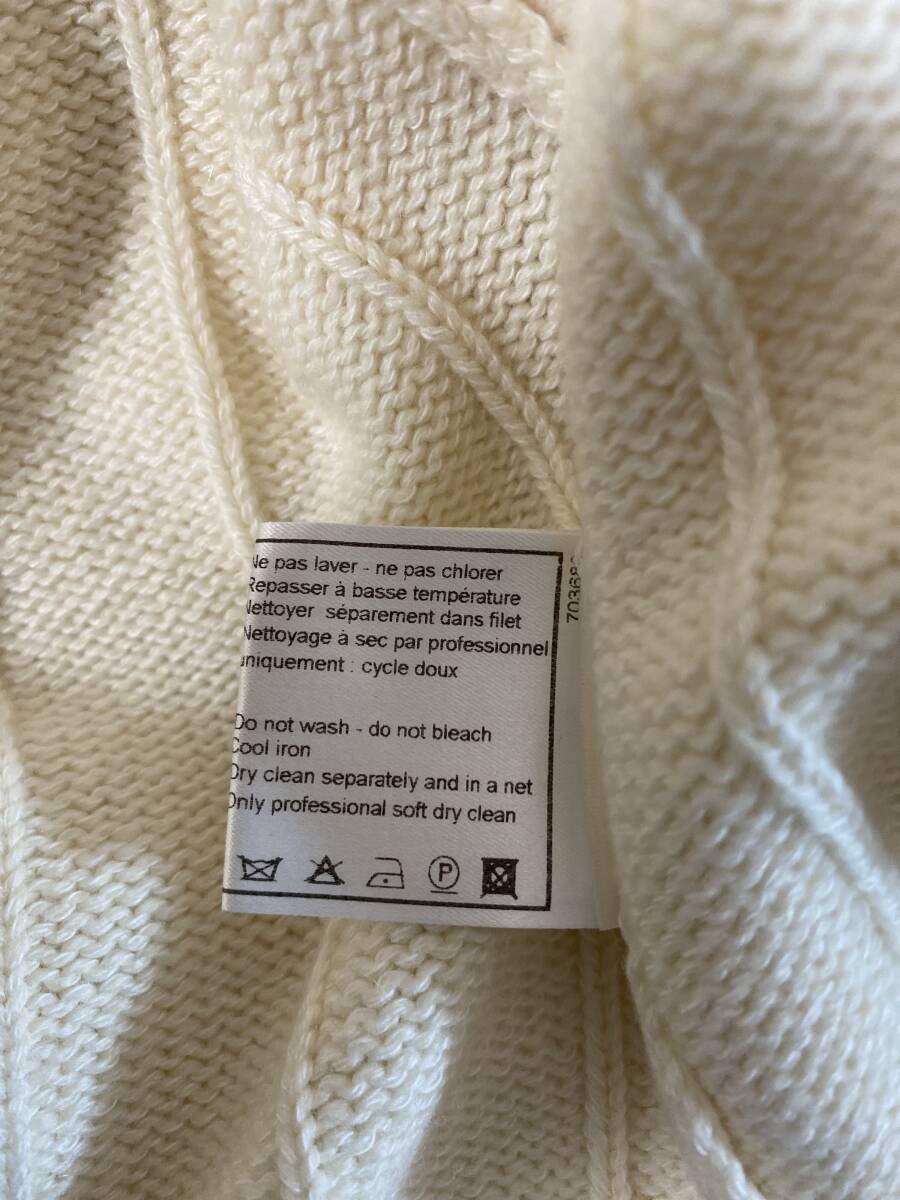 Ne pas laver - ne pas chlorer
Repasser à basse température
Nettoyer séparement dans filet
Nettoyage à sec par professionnel
uniquement : cycle doux
Do not wash - do not bleach
Cool iron
Dry clean separately and in a net
Only professional soft dry clean
P